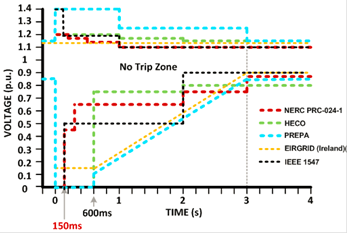 1.4
1.3
1.2
1.1
1.0
0.9
0.8
0.7
0.6
0.5
0.4
0.3
0.2
0.1
0
VOLTAGE (p.u.)
No Trip Zone
NERC PRC-024-1
HECO
PREPA
EIRGRID (Ireland)(
IEEE 1547
0 1 2 3 4
TIME (s)
600ms
150ms